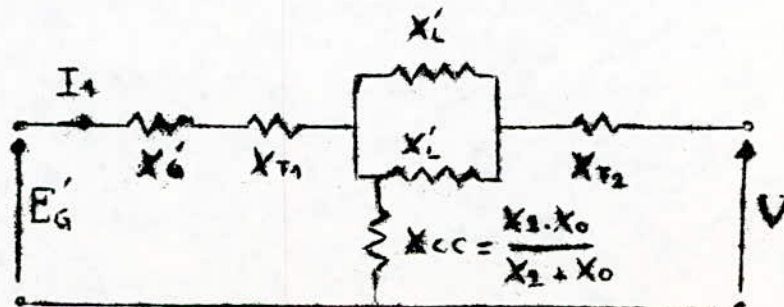 X'L
I1
X'G
XT1
X'L
XT2
E'G
Xcc = X2.X0 / X2 + X0
V